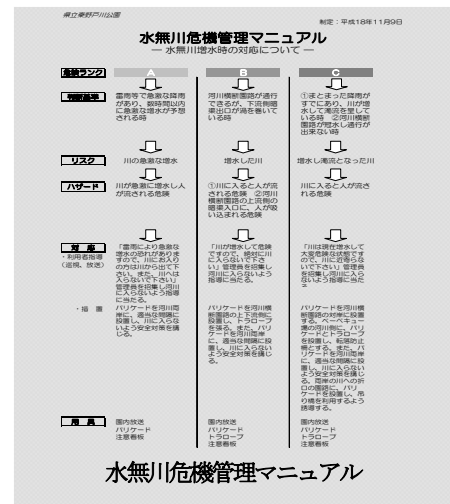 県立秦野戸川公園
制定：平成18年11月9日
水無川危機管理マニュアル
― 水無川増水時の対応について ―
危険ランク
A
B
C
判断基準
雷雨等で急激な降雨
があり、数時間以内
に急激な増水が予想
される時
河川横断園路が通行
できるが、下流側暗
渠出口が渦を巻いて
いる時
①まとまった降雨が
すでにあり、川が増
水して濁流を呈して
いる時 ②河川横断
園路が冠水し通行が
出来ない時
リスク
川の急激な増水
増水した川
増水し濁流となった川
ハザード
川が急激に増水し人
が流される危険
①川に入ると人が流
される危険 ②河川
横断園路の上流側の
暗渠入口に、人が吸
い込まれる危険
川に入ると人が流さ
れる危険
対 応
・利用者指導
（巡視、放送）
「雷雨により急激な
増水の恐れがありま
すので、川にお入り
の方は川から出て下
さい。また、川へは
入らないで下さい」
管理員を招集し河川
に入らないよう指導
に当たる。
「川が増水して危険
ですので、絶対に川
に入らないで下さ
い」管理員を招集し
河川に入らないよう
指導に当たる。
「川は現在増水して
大変危険な状態です
ので、川にお寄らな
いで下さい」管理員
を招集し河川に入ら
ないよう指導に当た
る
・措 置
バリケードを河川両
岸に、適当な間隔に
設置し、川に入らな
いよう安全対策を講
じる。
バリケードを河川横
断園路の上下流側に
設置し、トラロープ
を張る。また、バリ
ケードを河川両岸
に、適当な間隔に設
置し、川に入らない
よう安全対策を講じ
る。
バリケードを河川横
断園路の対岸に設置
する。バーベキュー
場の河川側に、バリ
ケードとトラロープ
を設置し、転落防止
柵とする。また、バ
リケードを河川両岸
に、適当な間隔に設
置し、川に入らない
よう安全対策を講じ
る。両岸の川への折
口の園路に、バリ
ケードを設置し、吊
り橋を利用するよう
誘導する。
用 具
園内放送
バリケード
注意看板
園内放送
バリケード
トラロープ
注意看板
園内放送
バリケード
トラロープ
注意看板
水無川危機管理マニュアル